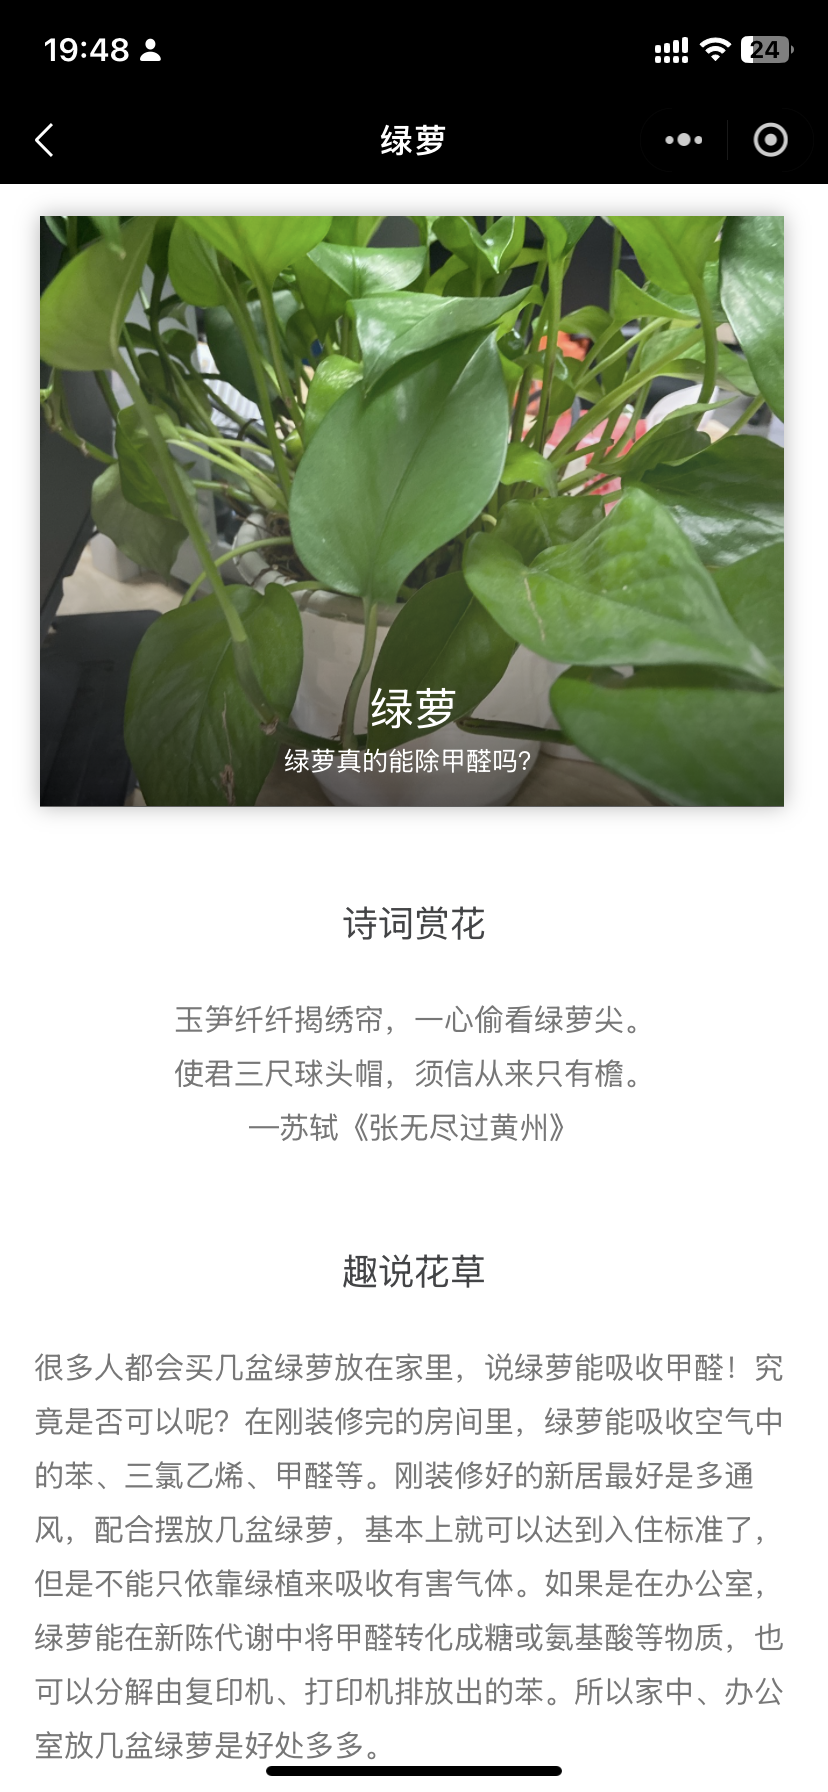 19:48
24
绿萝
绿萝
绿萝真的能除甲醛吗?
诗词赏花
玉笋纤纤揭绣帘，一心偷看绿萝尖。
使君三尺球头帽，须信从来只有檐。
—苏轼《张无尽过黄州》
趣说花草
很多人都会买几盆绿萝放在家里，说绿萝能吸收甲醛！究
竟是否可以呢？在刚装修完的房间里，绿萝能吸收空气中
的苯、三氯乙烯、甲醛等。刚装修好的新居最好是多通
风，配合摆放几盆绿萝，基本上就可以达到入住标准了，
但是不能只依靠绿植来吸收有害气体。如果是在办公室，
绿萝能在新陈代谢中将甲醛转化成糖或氨基酸等物质，也
可以分解由复印机、打印机排放出的苯。所以家中、办公
室放几盆绿萝是好处多多。